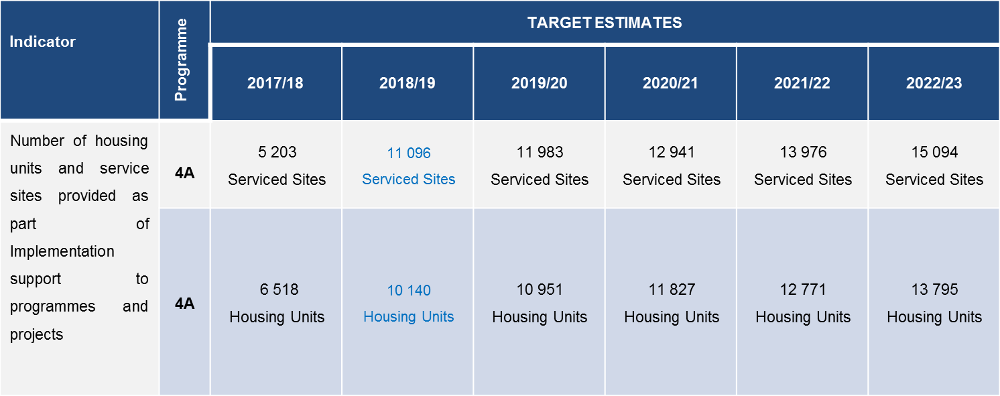 Indicator
Programme
TARGET ESTIMATES
2017/18
2018/19
2019/20
2020/21
2021/22
2022/23
Number of housing
units and service
sites provided as
part of
Implementation
support to
programmes and
projects
4A
5 203
Serviced Sites
11 096
Serviced Sites
11 983
Serviced Sites
12 941
Serviced Sites
13 976
Serviced Sites
15 094
Serviced Sites
4A
6 518
Housing Units
10 140
Housing Units
10 951
Housing Units
11 827
Housing Units
12 771
Housing Units
13 795
Housing Units